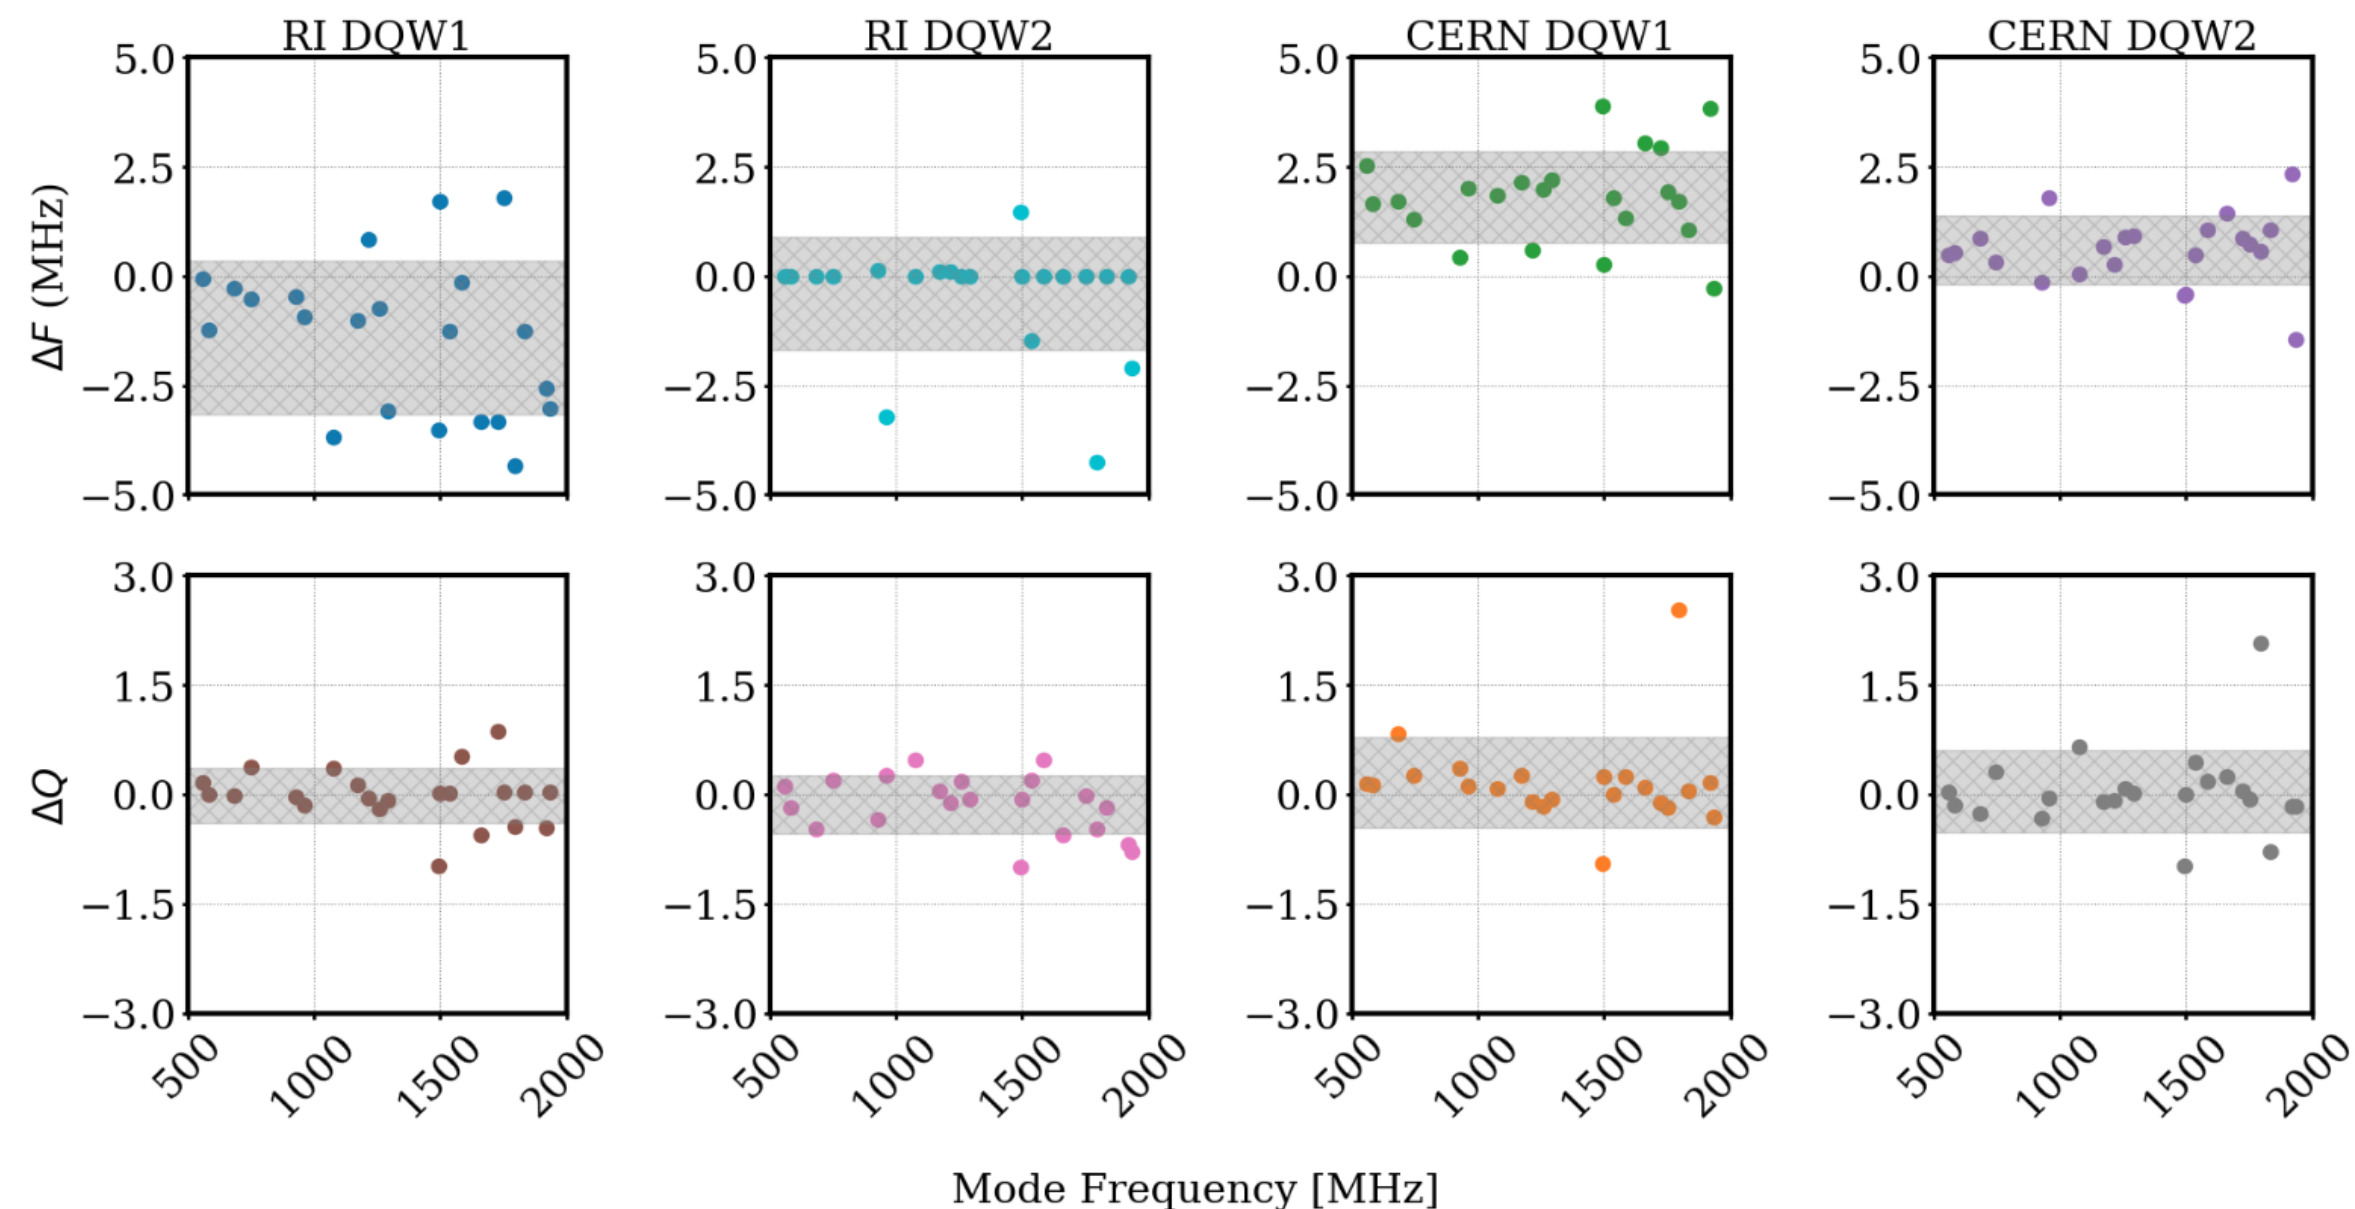 RI DQW1 RI DQW2 CERN DQW1 CERN DQW2
5.0 5.0 5.0 5.0
2.5 2.5 2.5 2.5
ΔF (MHz)
0.0 0.0 0.0 0.0
−2.5 −2.5 −2.5 −2.5
−5.0 −5.0 −5.0 −5.0
3.0 3.0 3.0 3.0
1.5 1.5 1.5 1.5
ΔQ
0.0 0.0 0.0 0.0
−1.5 −1.5 −1.5 −1.5
−3.0 −3.0 −3.0 −3.0
500 1000 1500 2000 500 1000 1500 2000 500 1000 1500 2000 500 1000 1500 2000
Mode Frequency [MHz]